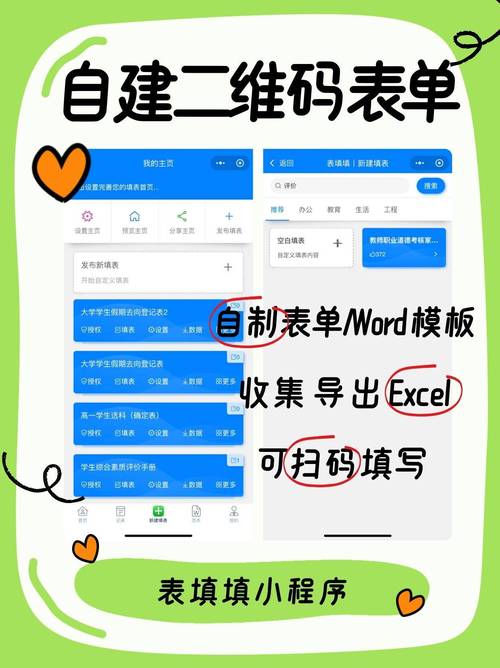 自建二维码表单
我的主页
点击设置完善您的填表首页...
设置主页
预览主页
分享主页
发布填表
发布新填表
开始自定义填表
大学学生假期去向登记表2
授权 填表 设置 数据 更多
大学学生假期去向登记表
授权 填表 设置 数据 更多
高一学生选科（确定表）
授权 填表 设置 数据 更多
学生综合素质评价手册
1
授权 填表 设置 数据 更多
首页
记录
新建填表
我的
返回
表填填 | 新建填表
评价
搜索
推荐 办公 教育 生活 工程
空白填表
自定义填表内容
教师职业道德考核家...
372
自制表单/Word模板
收集导出Excel
可扫码填写
表填填小程序